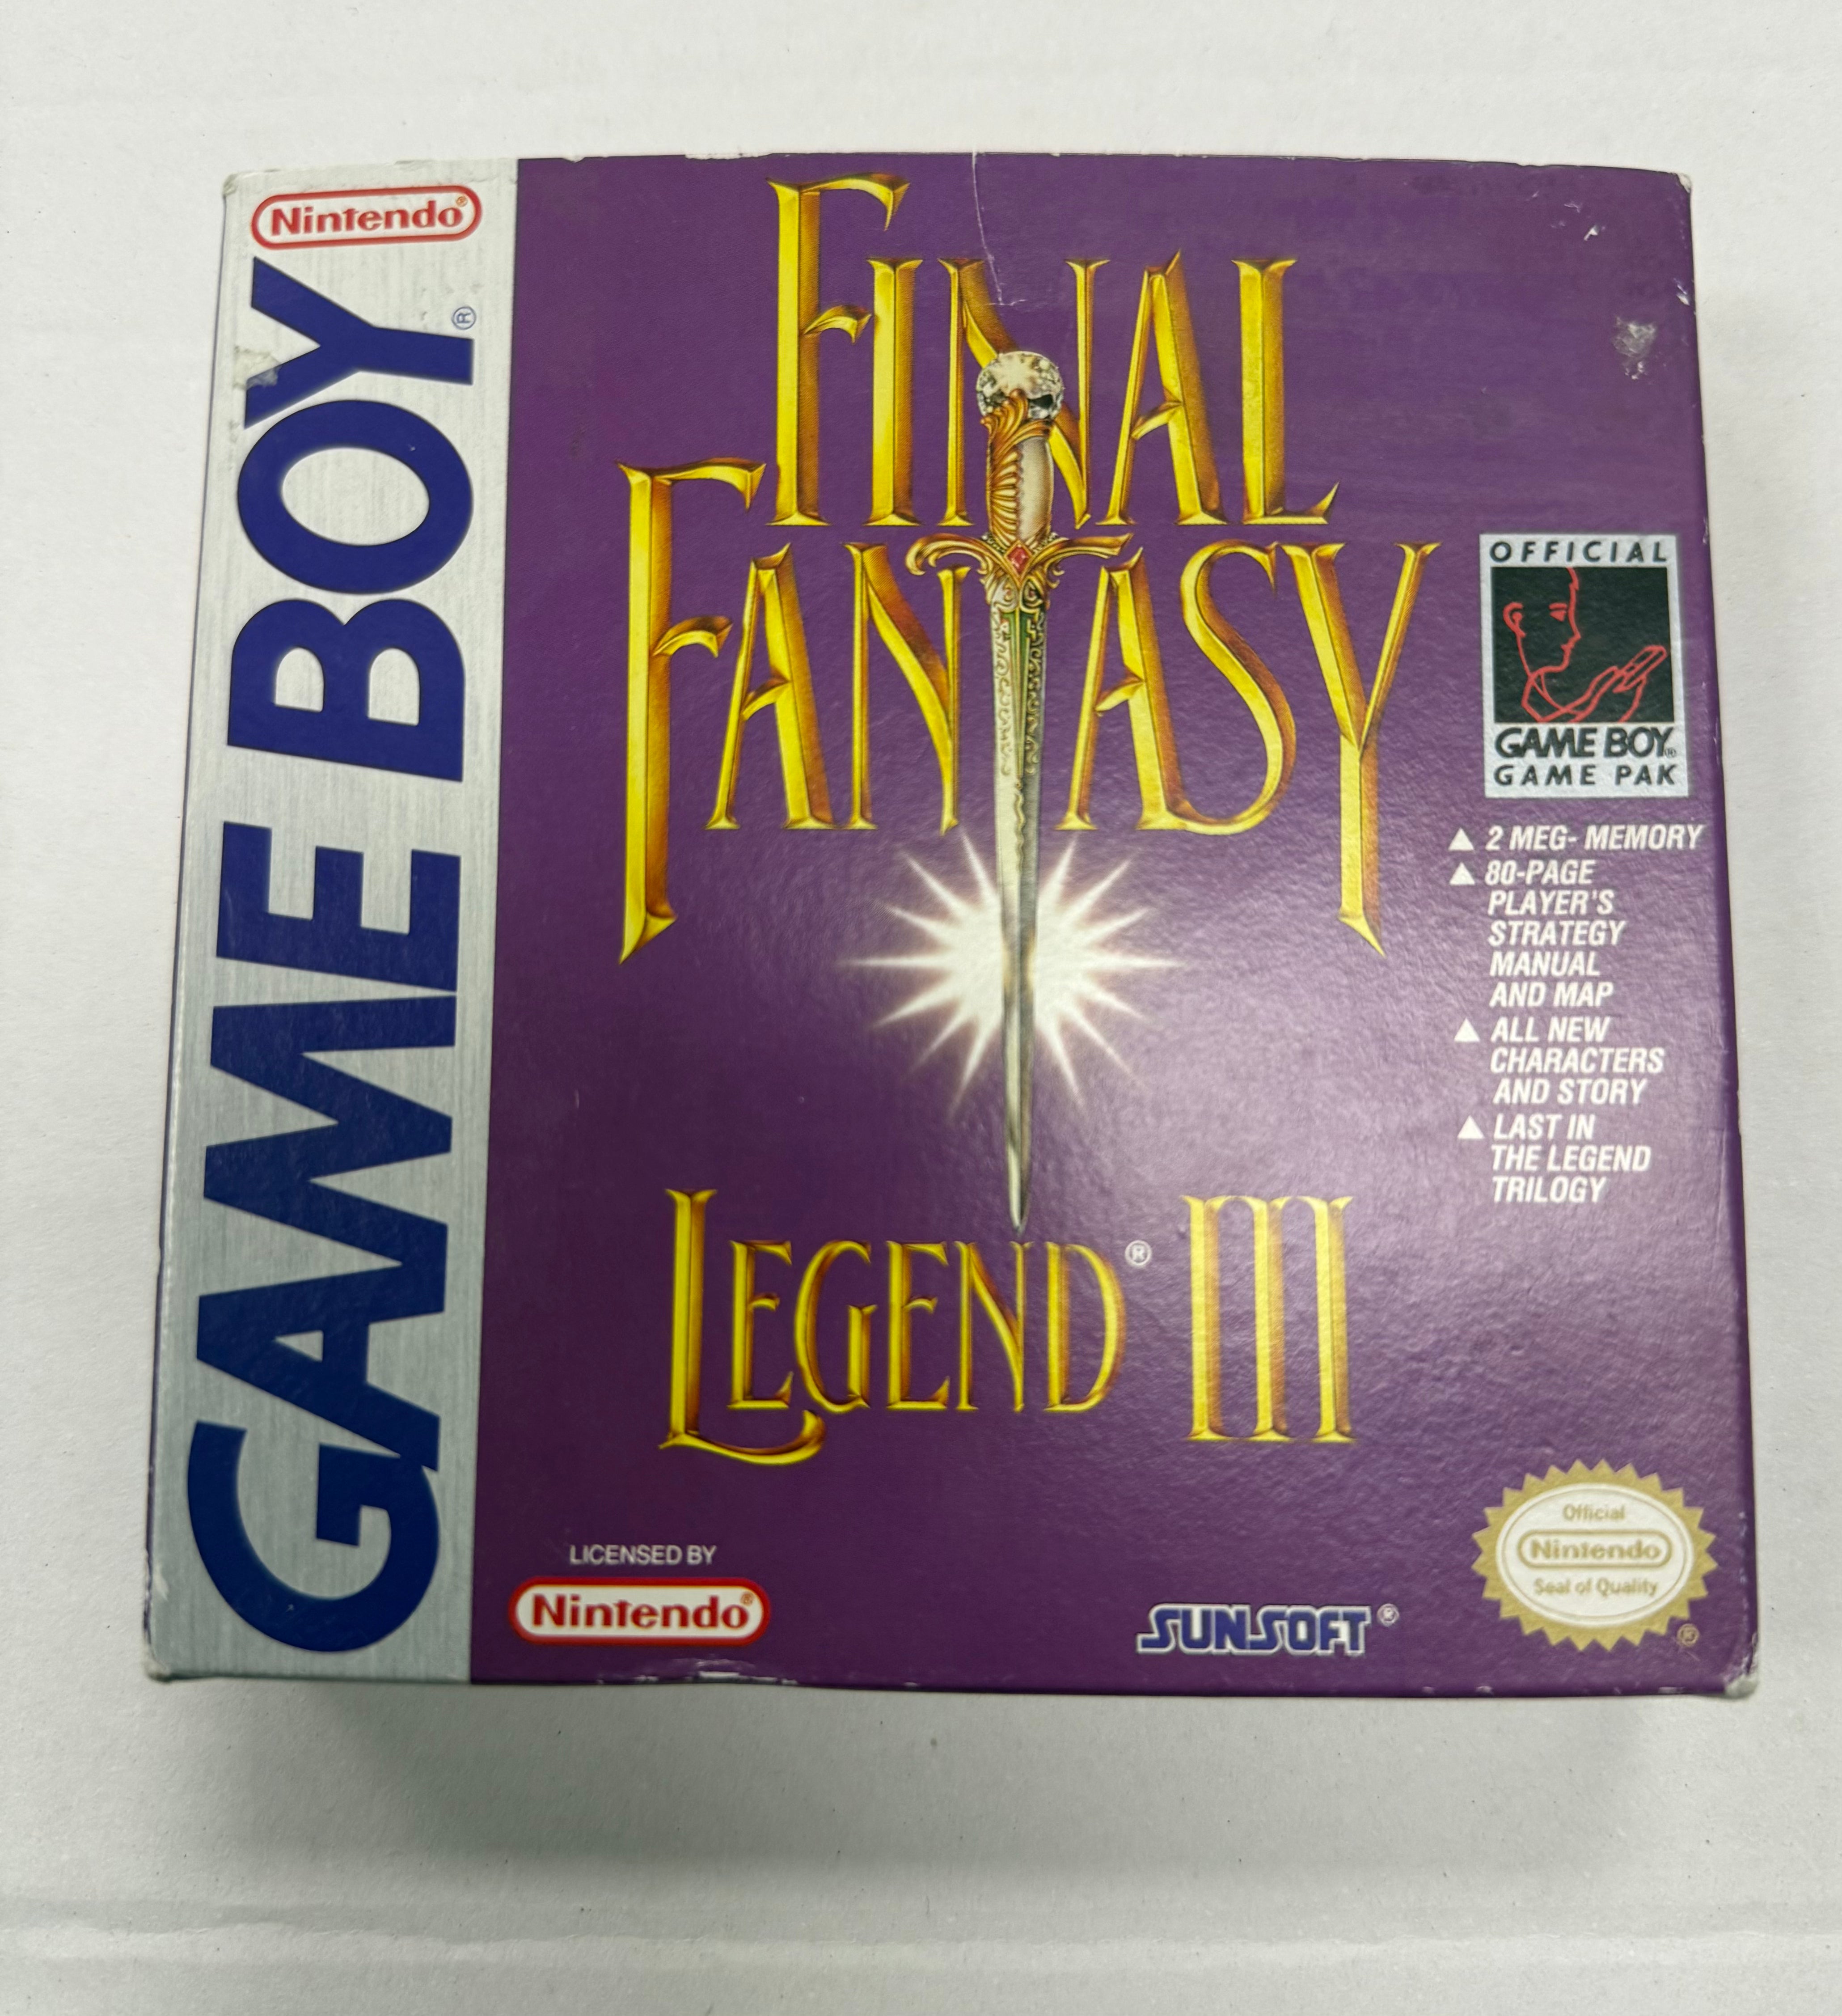 Nintendo®
GAME BOY®
FINAL
FANTASY
LEGEND® III
OFFICIAL
GAME BOY®
GAME PAK
▲ 2 MEG- MEMORY
▲ 80-PAGE
PLAYER'S
STRATEGY
MANUAL
AND MAP
▲ ALL NEW
CHARACTERS
AND STORY
▲ LAST IN
THE LEGEND
TRILOGY
LICENSED BY
Nintendo®
SUNSOFT®
Official
Nintendo
Seal of Quality
®